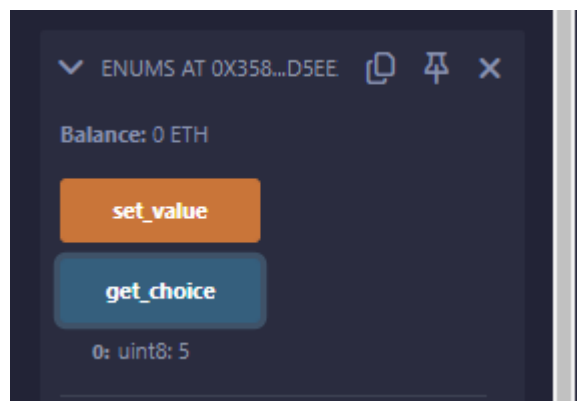 ENUMS AT 0X358...D5EE
Balance: 0 ETH
set_value
get_choice
0: uint8: 5